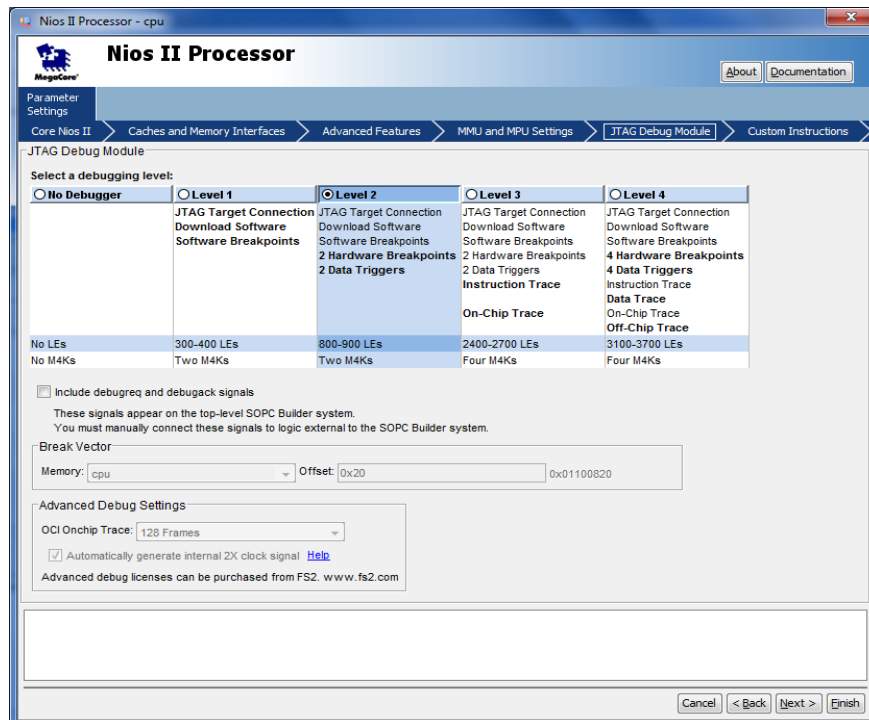 Nios II Processor - cpu
MegaCore'
Nios II Processor
About
Documentation
Parameter Settings
Core Nios II
Caches and Memory Interfaces
Advanced Features
MMU and MPU Settings
JTAG Debug Module
Custom Instructions
JTAG Debug Module
Select a debugging level:
No Debugger
Level 1
Level 2
Level 3
Level 4
JTAG Target Connection
Download Software
Software Breakpoints
JTAG Target Connection
Download Software
Software Breakpoints
2 Hardware Breakpoints
2 Data Triggers
JTAG Target Connection
Download Software
Software Breakpoints
2 Hardware Breakpoints
2 Data Triggers
Instruction Trace
On-Chip Trace
JTAG Target Connection
Download Software
Software Breakpoints
4 Hardware Breakpoints
4 Data Triggers
Instruction Trace
Data Trace
On-Chip Trace
Off-Chip Trace
No LEs
300-400 LEs
800-900 LEs
2400-2700 LEs
3100-3700 LEs
No M4Ks
Two M4Ks
Two M4Ks
Four M4Ks
Four M4Ks
Include debugreq and debugack signals
These signals appear on the top-level SOPC Builder system.
You must manually connect these signals to logic external to the SOPC Builder system.
Break Vector
Memory: cpu
Offset: 0x20
0x01100820
Advanced Debug Settings
OCI Onchip Trace: 128 Frames
Automatically generate internal 2X clock signal Help
Advanced debug licenses can be purchased from FS2. www.fs2.com
Cancel
< Back
Next >
Finish